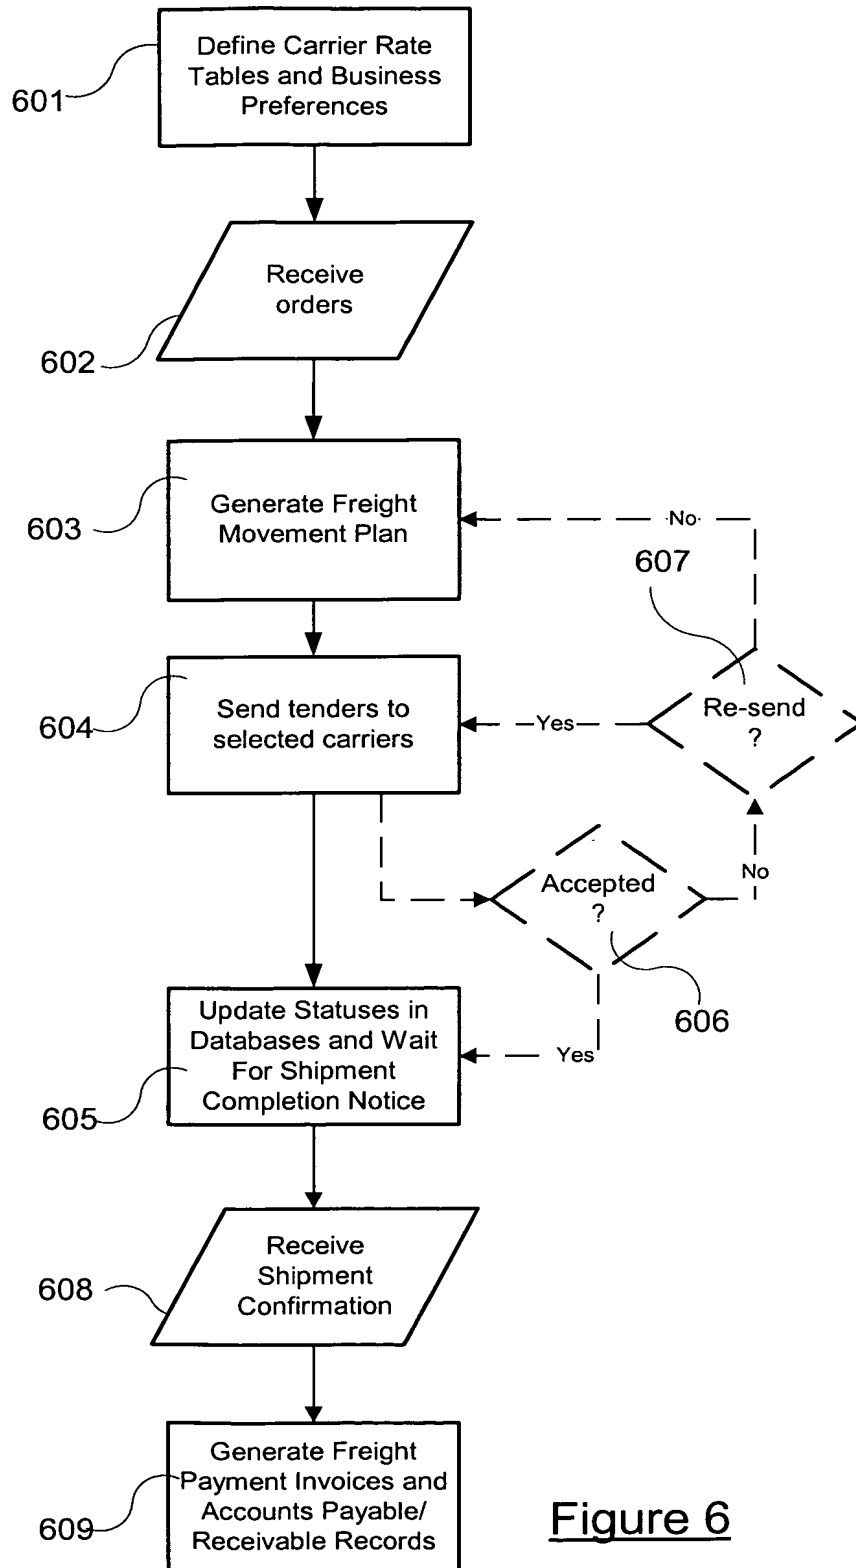 Define Carrier Rate
Tables and Business
Preferences
601
Receive
orders
602
Generate Freight
Movement Plan
603
No
607
Send tenders to
selected carriers
604
Yes
Re-send
?
Accepted
?
No
606
Yes
Update Statuses in
Databases and Wait
For Shipment
Completion Notice
605
Receive
Shipment
Confirmation
608
Generate Freight
Payment Invoices and
Accounts Payable/
Receivable Records
609
Figure 6